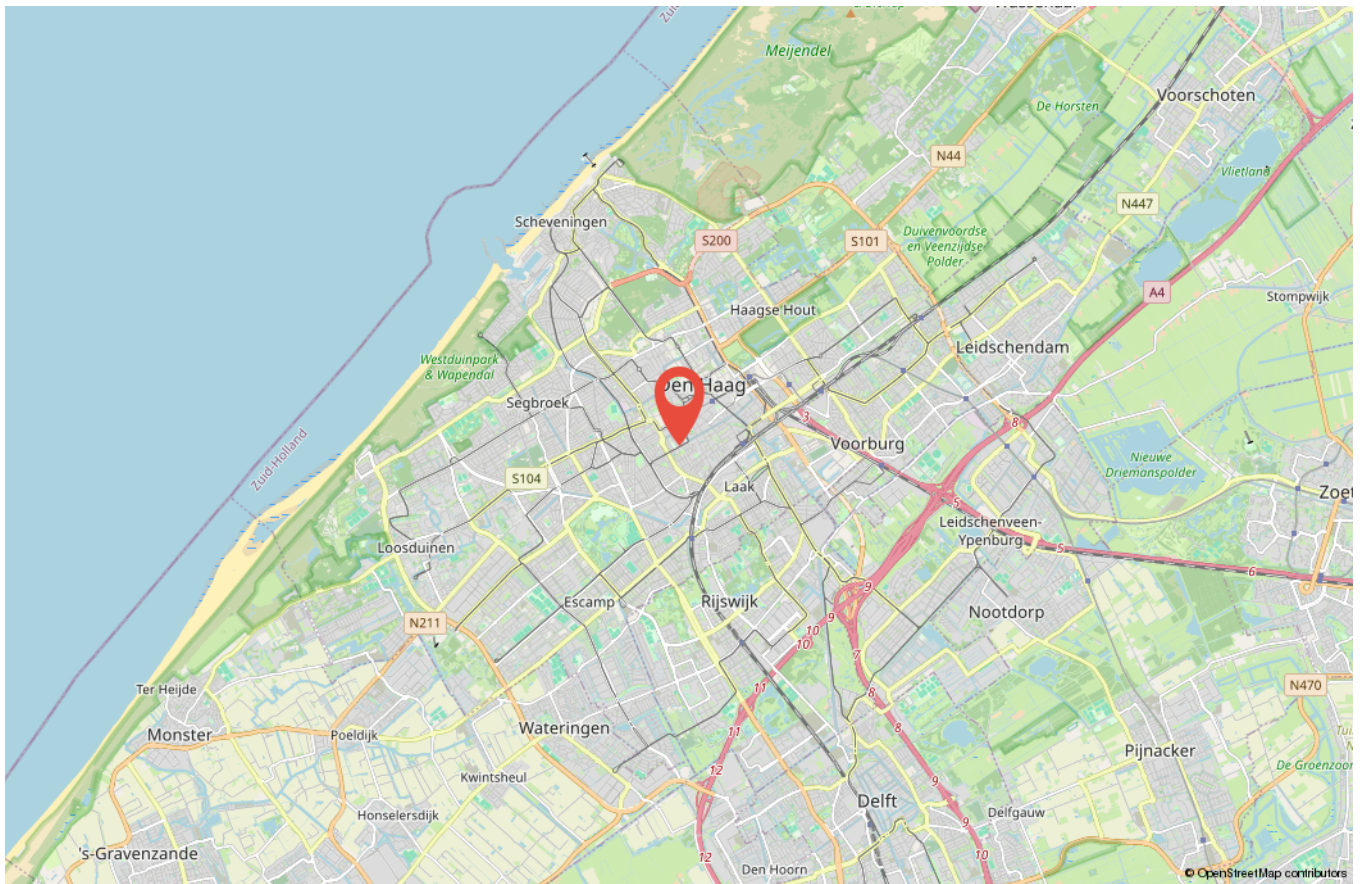 Meijendel
Voorschoten
De Horsten
N44
Vlietland
N447
Scheveningen
S200
S101
Duivenvoordse
en Veenzijdse
Polder
A4
Stompwijk
Haagse Hout
Leidschendam
Westduinpark
& Wapendal
Den Haag
Segbroek
3
8
Voorburg
Zuid-Holland
Nieuwe
Driemanspolder
S104
Laak
5
Zoet
Leidschenveen-
Ypenburg
Loosduinen
5
6
9
Escamp
Rijswijk
9
Nootdorp
N211
10
10
7
Ter Heijde
11
8
N470
Monster
Poeldijk
Wateringen
11
8
Pijnacker
12
Kwintsheul
9
De Groenzoo
Honselersdijk
Delft
Delfgauw
9
's-Gravenzande
12
Den Hoorn
10
© OpenStreetMap contributors